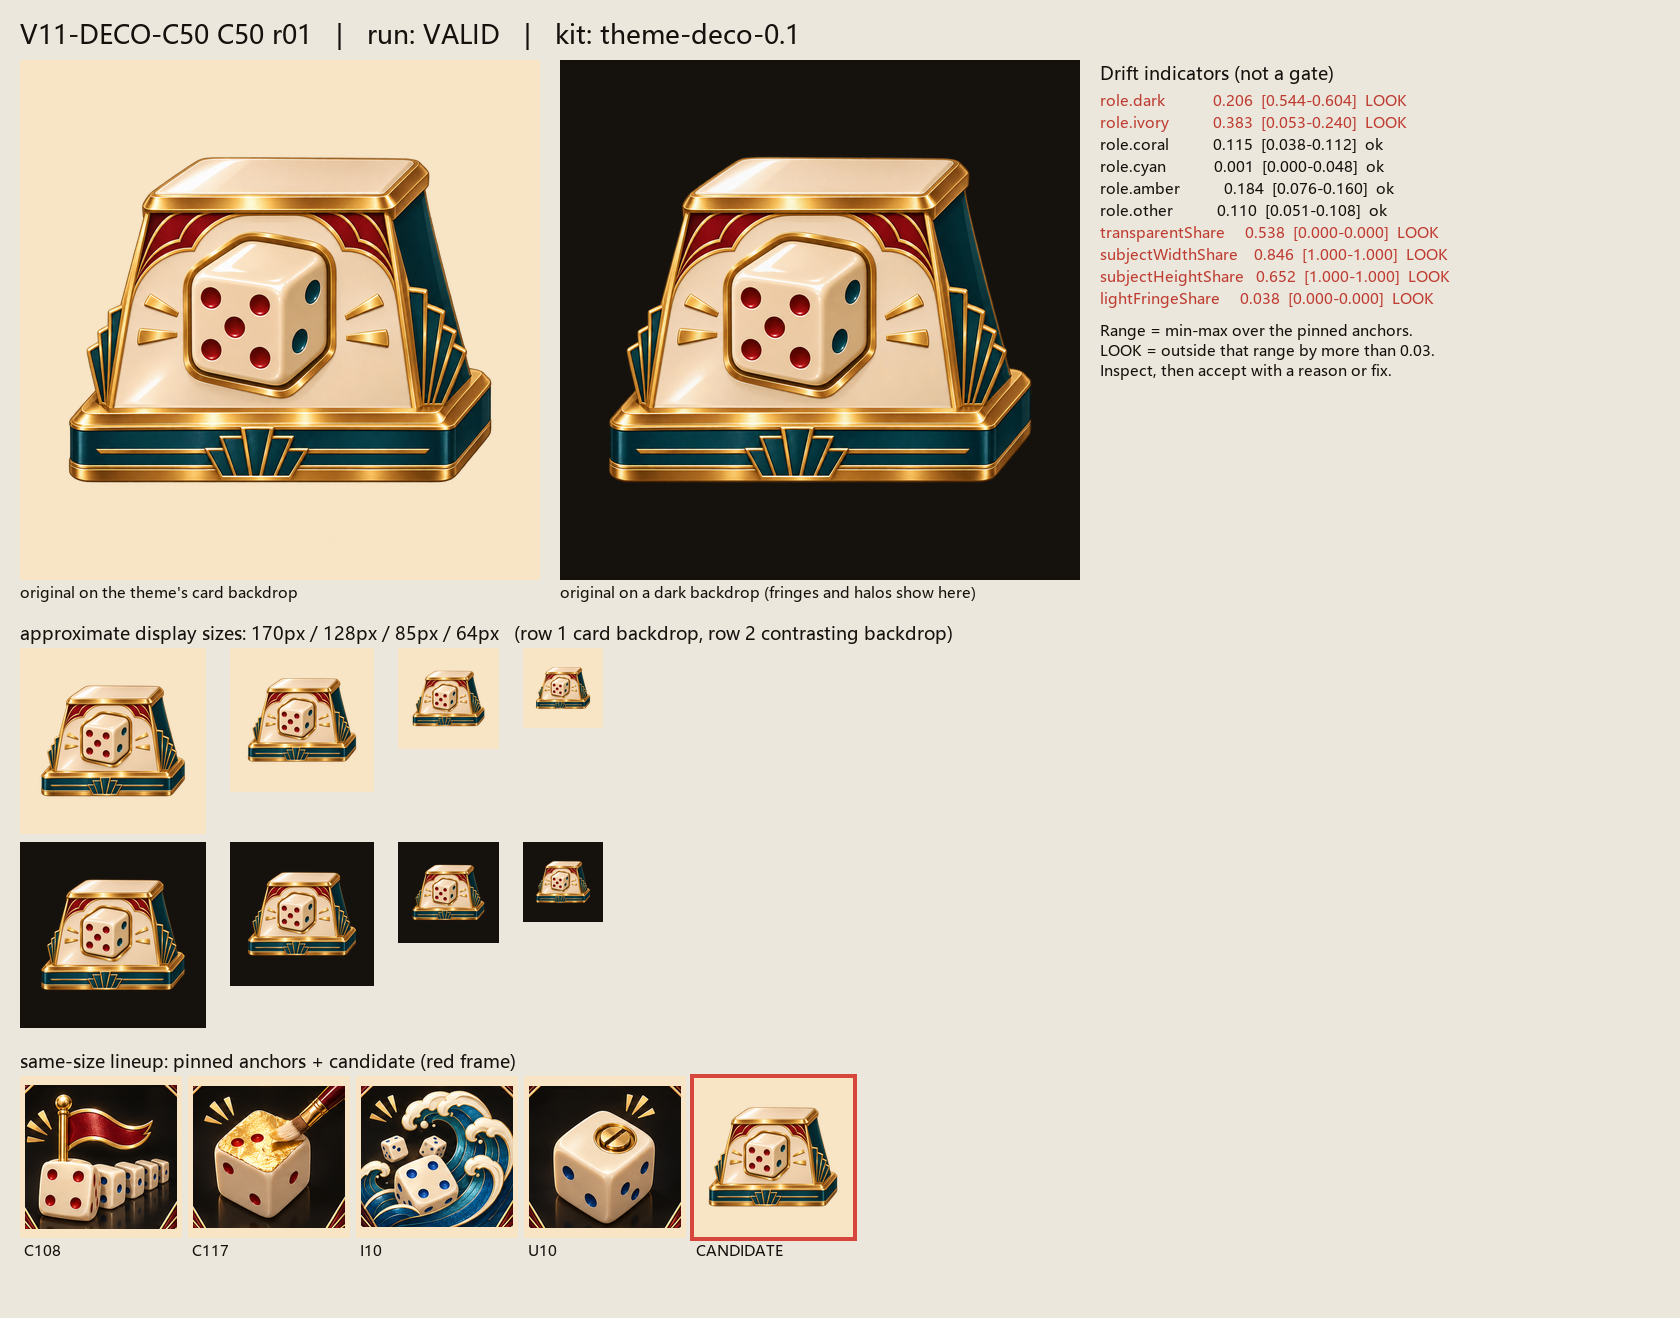 V11-DECO-C50 C50 r01   |   run: VALID   |   kit: theme-deco-0.1
Drift indicators (not a gate)
role.dark 0.206 [0.544-0.604] LOOK
role.ivory 0.383 [0.053-0.240] LOOK
role.coral 0.115 [0.038-0.112] ok
role.cyan 0.001 [0.000-0.048] ok
role.amber 0.184 [0.076-0.160] ok
role.other 0.110 [0.051-0.108] ok
transparentShare 0.538 [0.000-0.000] LOOK
subjectWidthShare 0.846 [1.000-1.000] LOOK
subjectHeightShare 0.652 [1.000-1.000] LOOK
lightFringeShare 0.038 [0.000-0.000] LOOK
Range = min-max over the pinned anchors.
LOOK = outside that range by more than 0.03.
Inspect, then accept with a reason or fix.
original on the theme's card backdrop
original on a dark backdrop (fringes and halos show here)
approximate display sizes: 170px / 128px / 85px / 64px (row 1 card backdrop, row 2 contrasting backdrop)
same-size lineup: pinned anchors + candidate (red frame)
C108
C117
I10
U10
CANDIDATE